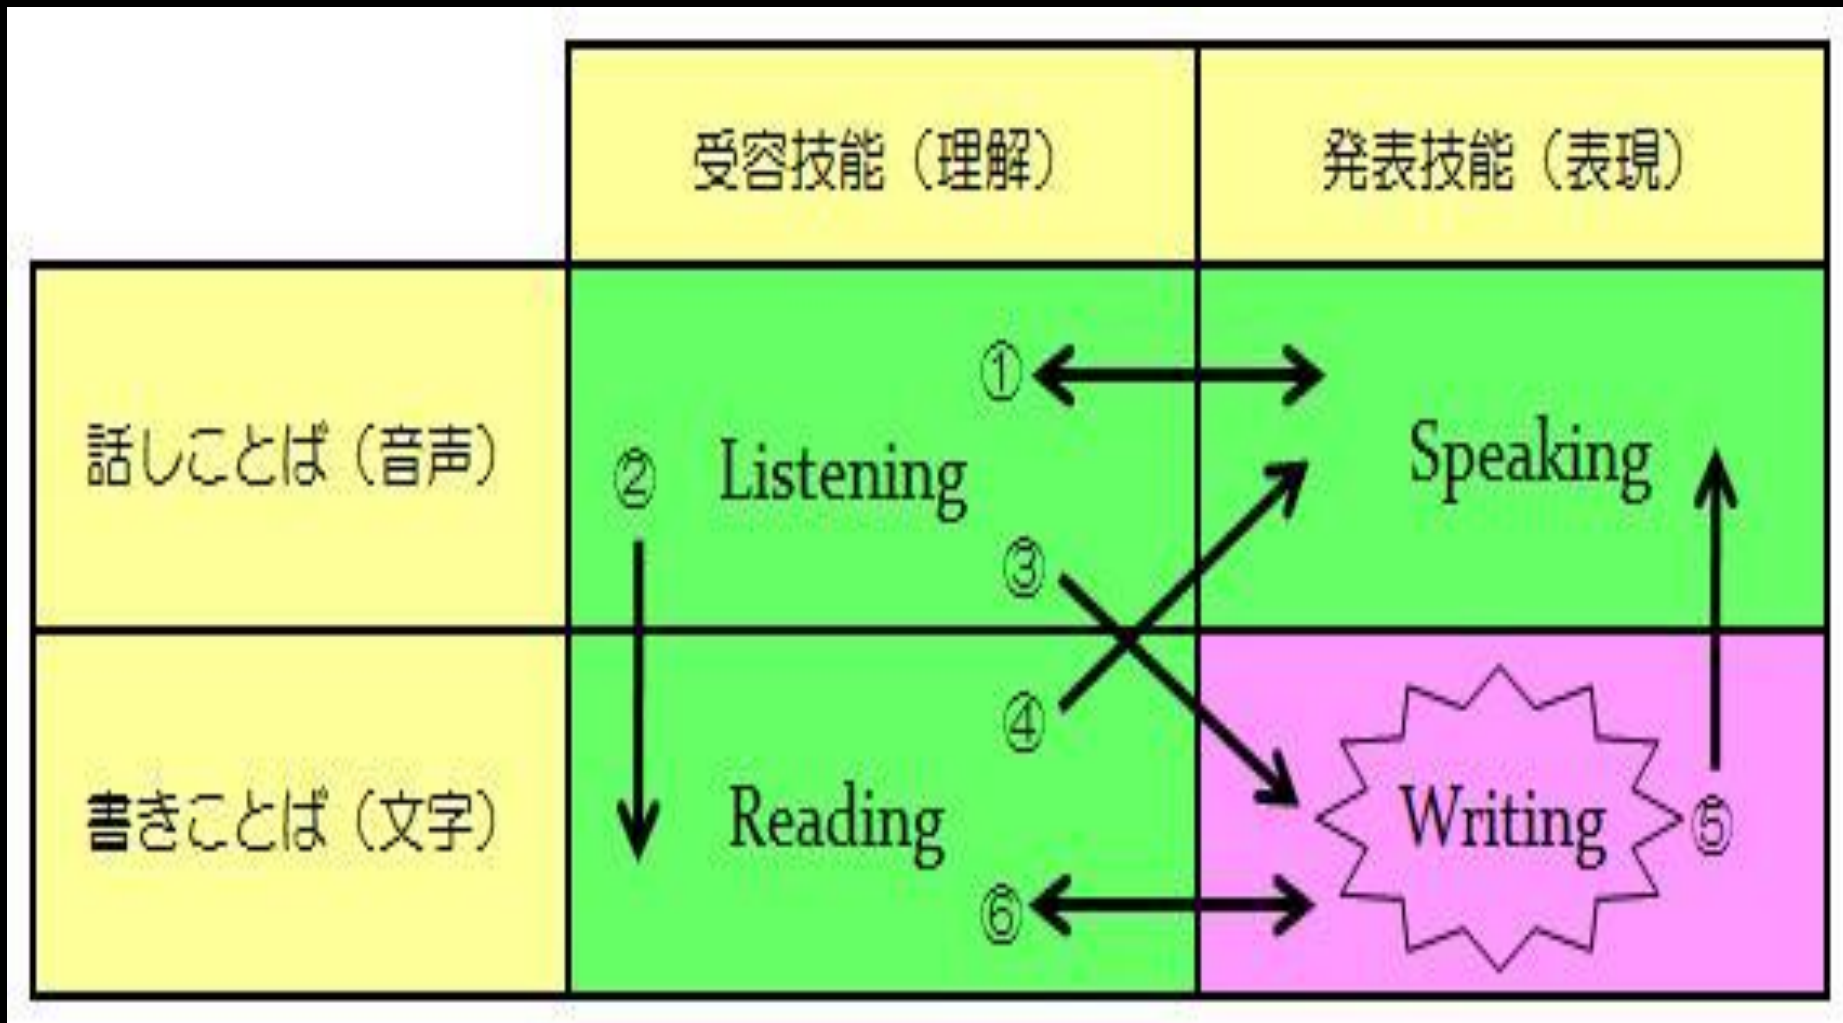 受容技能（理解） 発表技能（表現）
①
話しことば（音声） ② Listening Speaking
③
④
書きことば（文字） Reading Writing ⑤
⑥